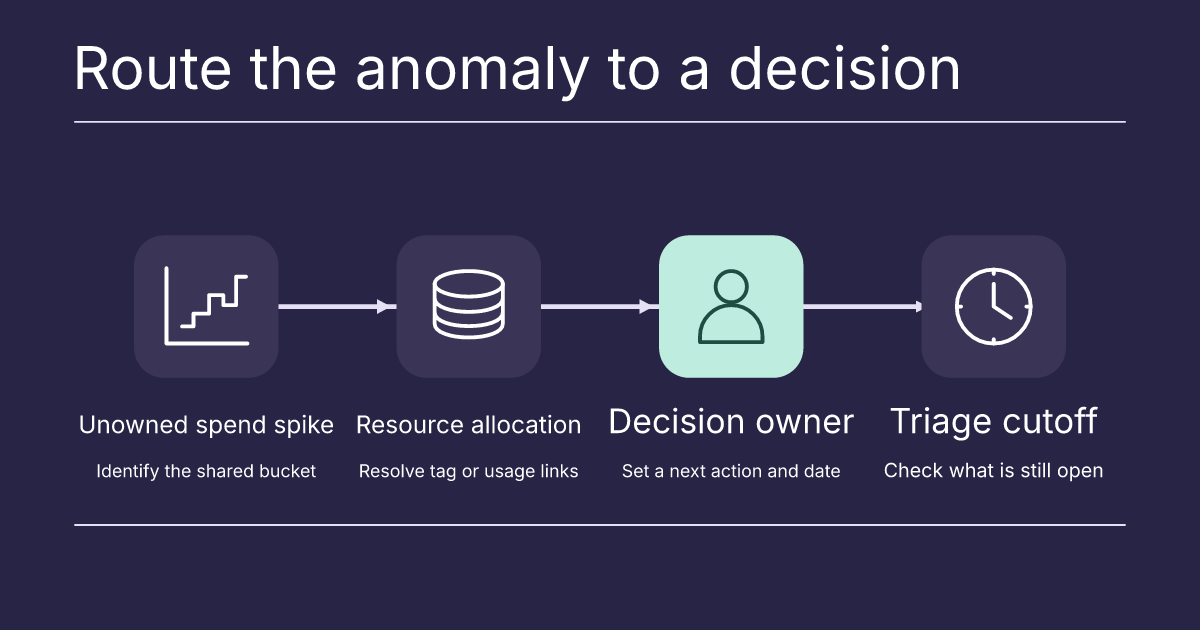 Route the anomaly to a decision
Unowned spend spike
Identify the shared bucket
Resource allocation
Resolve tag or usage links
Decision owner
Set a next action and date
Triage cutoff
Check what is still open